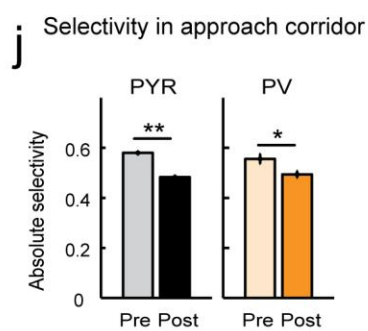 j
Selectivity in approach corridor
PYR PV
** *
Absolute selectivity
0.6
0.4
0.2
0
Pre Post Pre Post